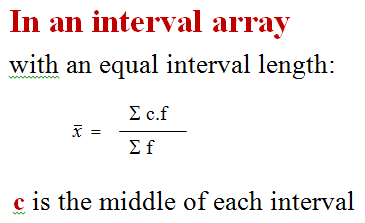 In an interval array
with an equal interval length:
x̄ = Σ c.f
Σ f
c is the middle of each interval